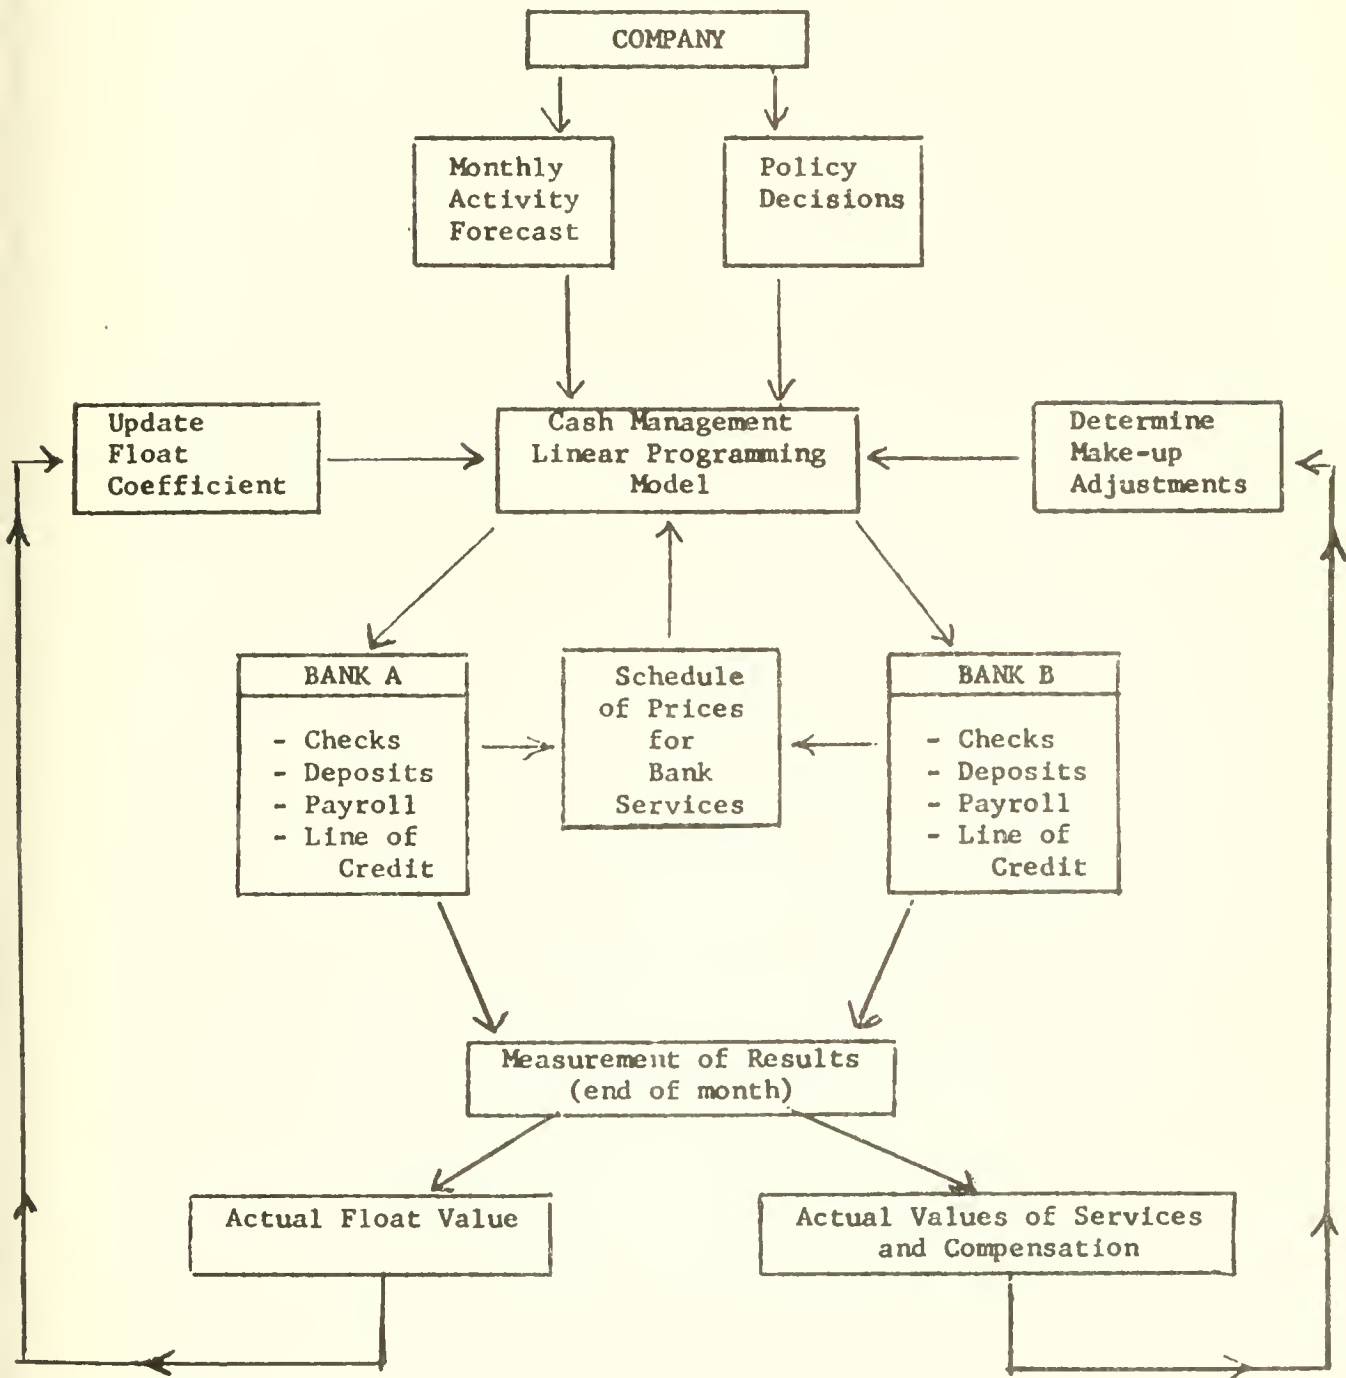 COMPANY
Monthly
Activity
Forecast
Policy
Decisions
Update
Float
Coefficient
Cash Management
Linear Programming
Model
Determine
Make-up
Adjustments
BANK A
- Checks
- Deposits
- Payroll
- Line of
Credit
Schedule
of Prices
for
Bank
Services
BANK B
- Checks
- Deposits
- Payroll
- Line of
Credit
Measurement of Results
(end of month)
Actual Float Value
Actual Values of Services
and Compensation